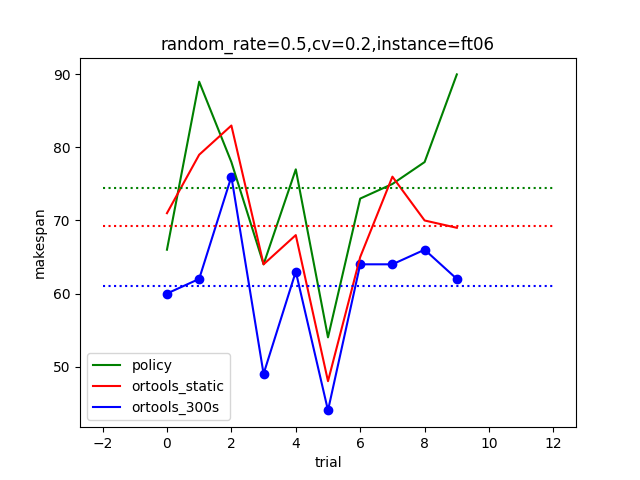 random_rate=0.5,cv=0.2,instance=ft06
90
80
70
60
50
makespan
policy
ortools_static
ortools_300s
−2
0
2
4
6
8
10
12
trial